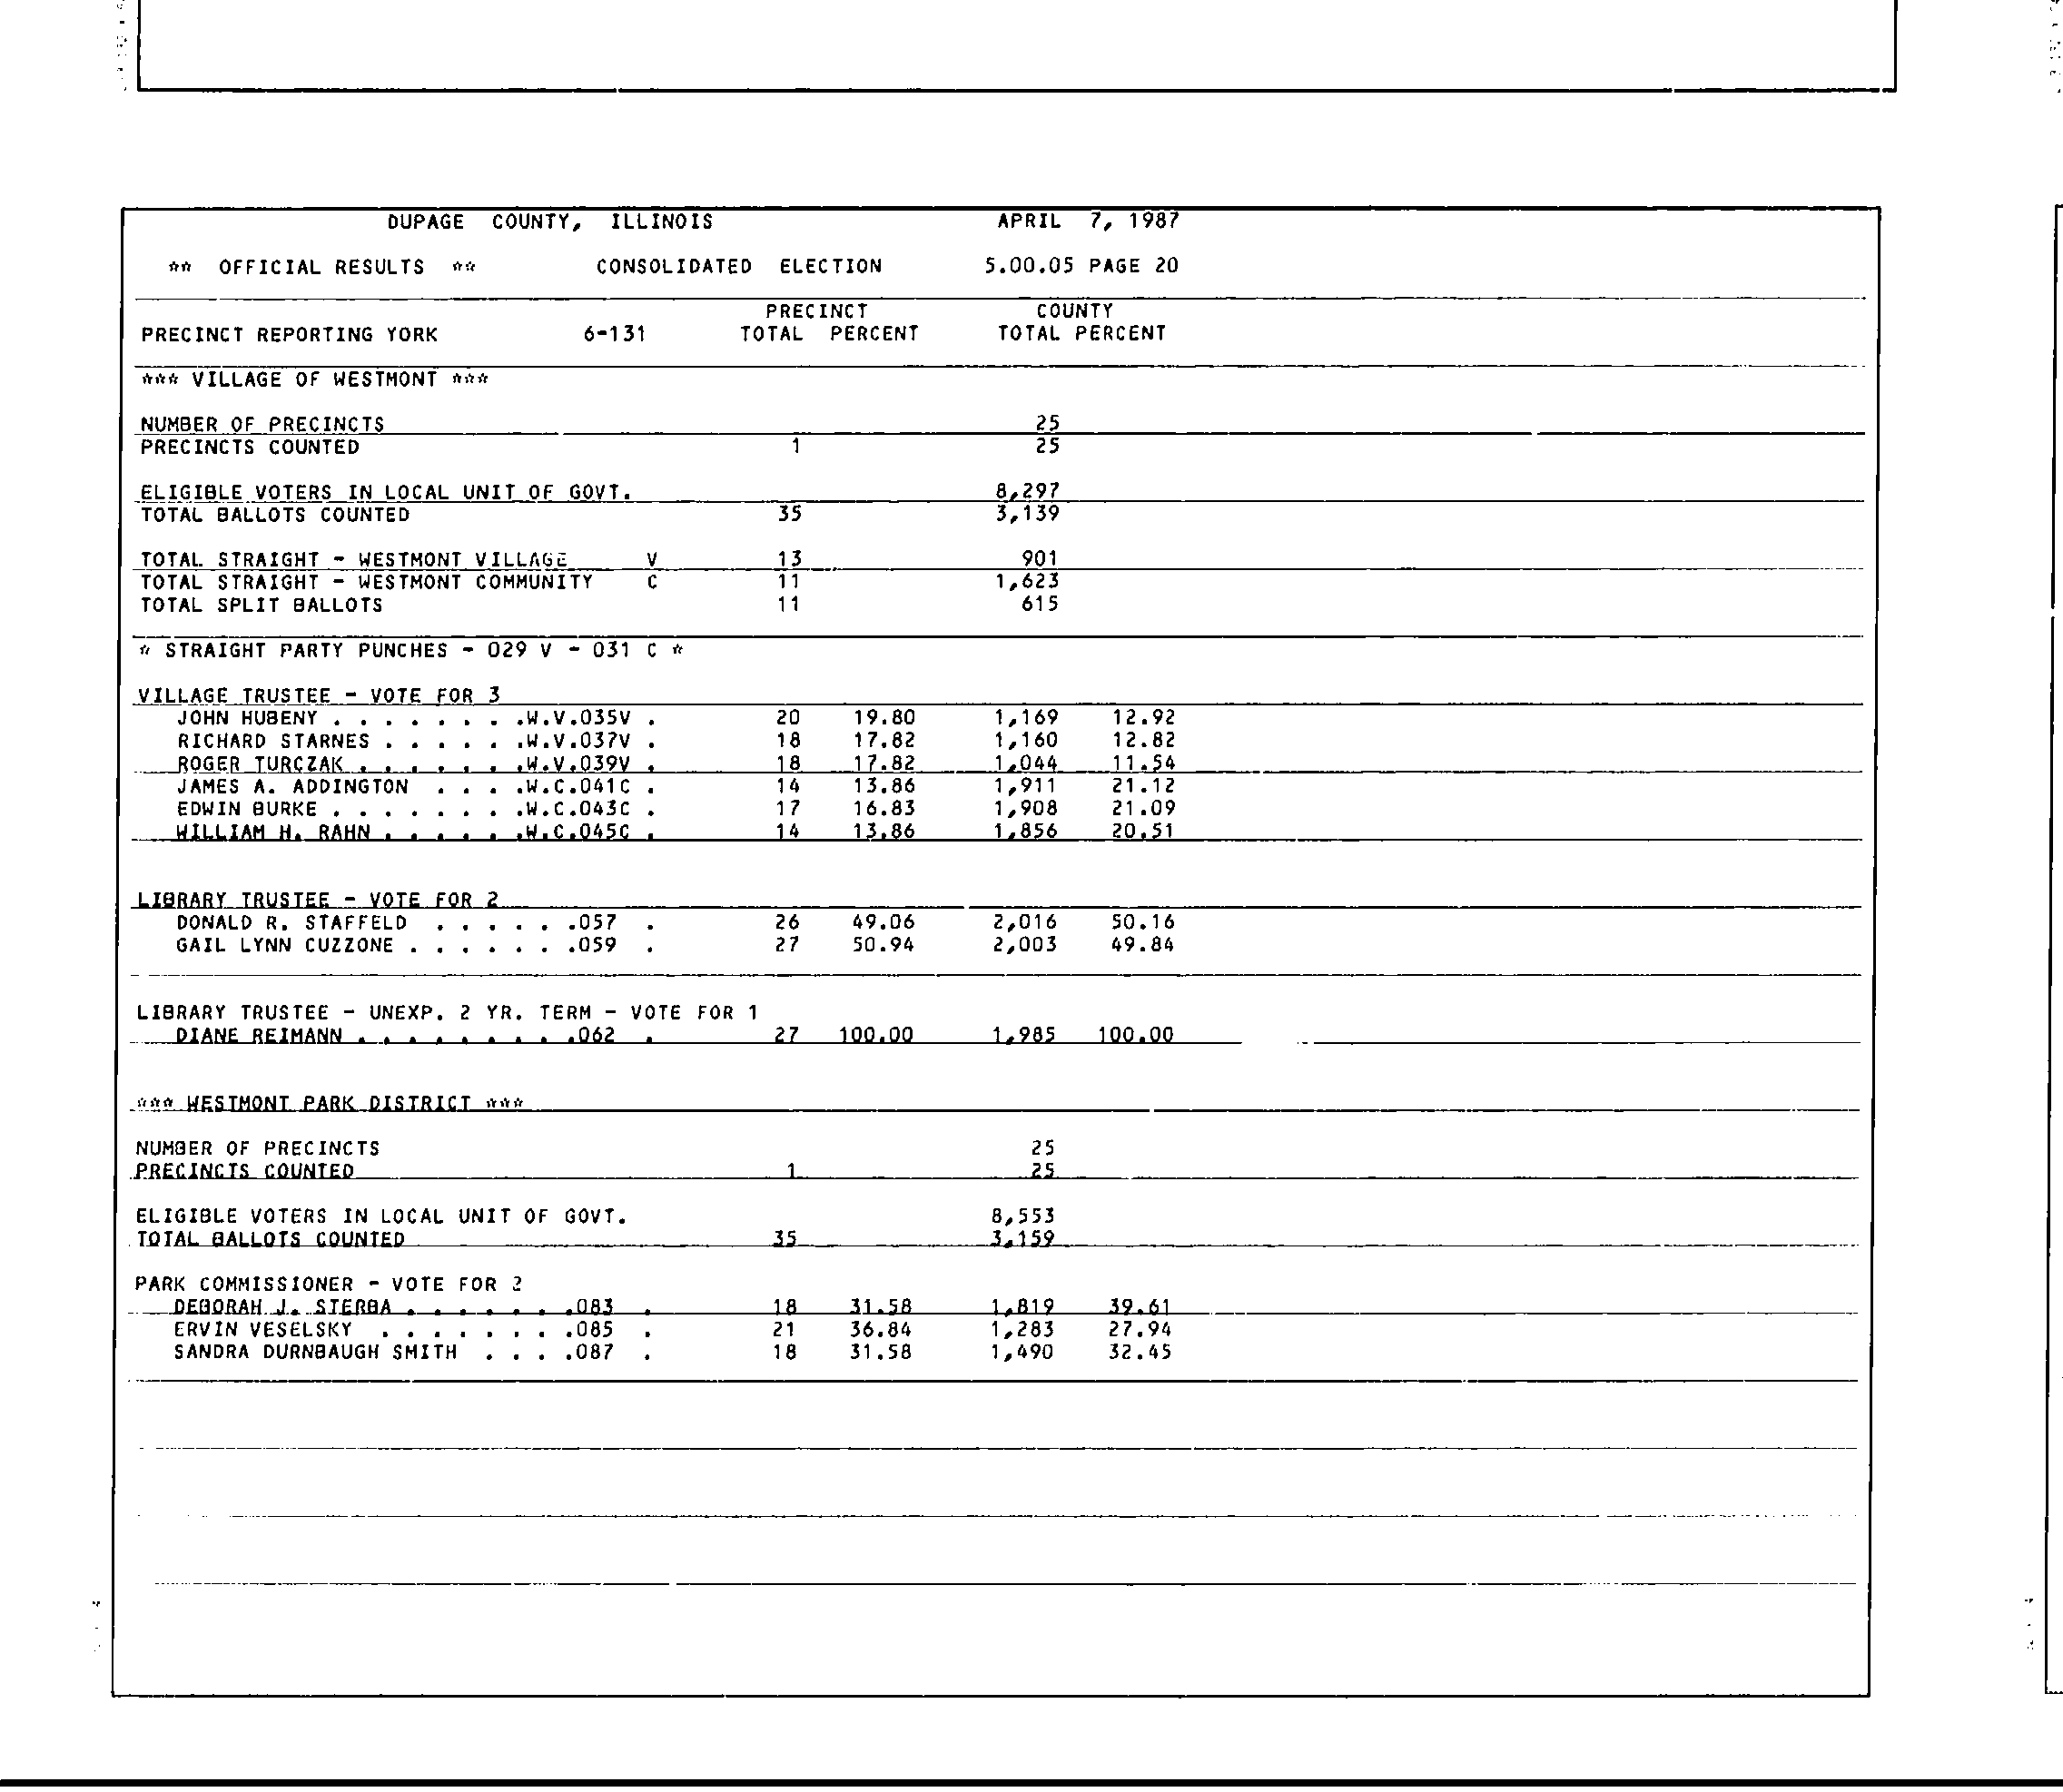 DUPAGE COUNTY, ILLINOIS APRIL 7, 1987
** OFFICIAL RESULTS ** CONSOLIDATED ELECTION 5.00.05 PAGE 20
PRECINCT COUNTY
PRECINCT REPORTING YORK 6-131 TOTAL PERCENT TOTAL PERCENT
*** VILLAGE OF WESTMONT ***
NUMBER OF PRECINCTS 25
PRECINCTS COUNTED 1 25
ELIGIBLE VOTERS IN LOCAL UNIT OF GOVT. 8,297
TOTAL BALLOTS COUNTED 35 3,139
TOTAL STRAIGHT - WESTMONT VILLAGE V 13 901
TOTAL STRAIGHT - WESTMONT COMMUNITY C 11 1,623
TOTAL SPLIT BALLOTS 11 615
* STRAIGHT PARTY PUNCHES - 029 V - 031 C *
VILLAGE TRUSTEE - VOTE FOR 3
JOHN HUBENY . . . . . . . .W.V.035V . 20 19.80 1,169 12.92
RICHARD STARNES . . . . . .W.V.037V . 18 17.82 1,160 12.82
ROGER TURCZAK . . . . . . .W.V.039V . 18 17.82 1,044 11.54
JAMES A. ADDINGTON . . . .W.C.041C . 14 13.86 1,911 21.12
EDWIN BURKE . . . . . . . .W.C.043C . 17 16.83 1,908 21.09
WILLIAM H. RAHN . . . . . .W.C.045C . 14 13.86 1,856 20.51
LIBRARY TRUSTEE - VOTE FOR 2
DONALD R. STAFFELD . . . . . .057 . 26 49.06 2,016 50.16
GAIL LYNN CUZZONE . . . . . . .059 . 27 50.94 2,003 49.84
LIBRARY TRUSTEE - UNEXP. 2 YR. TERM - VOTE FOR 1
DIANE REIMANN . . . . . . . . .062 . 27 100.00 1,985 100.00
*** WESTMONT PARK DISTRICT ***
NUMBER OF PRECINCTS 25
PRECINCTS COUNTED 1 25
ELIGIBLE VOTERS IN LOCAL UNIT OF GOVT. 8,553
TOTAL BALLOTS COUNTED 35 3,159
PARK COMMISSIONER - VOTE FOR 2
DEBORAH J. STERBA . . . . . . .083 . 18 31.58 1,819 39.61
ERVIN VESELSKY . . . . . . . .085 . 21 36.84 1,283 27.94
SANDRA DURNBAUGH SMITH . . . .087 . 18 31.58 1,490 32.45